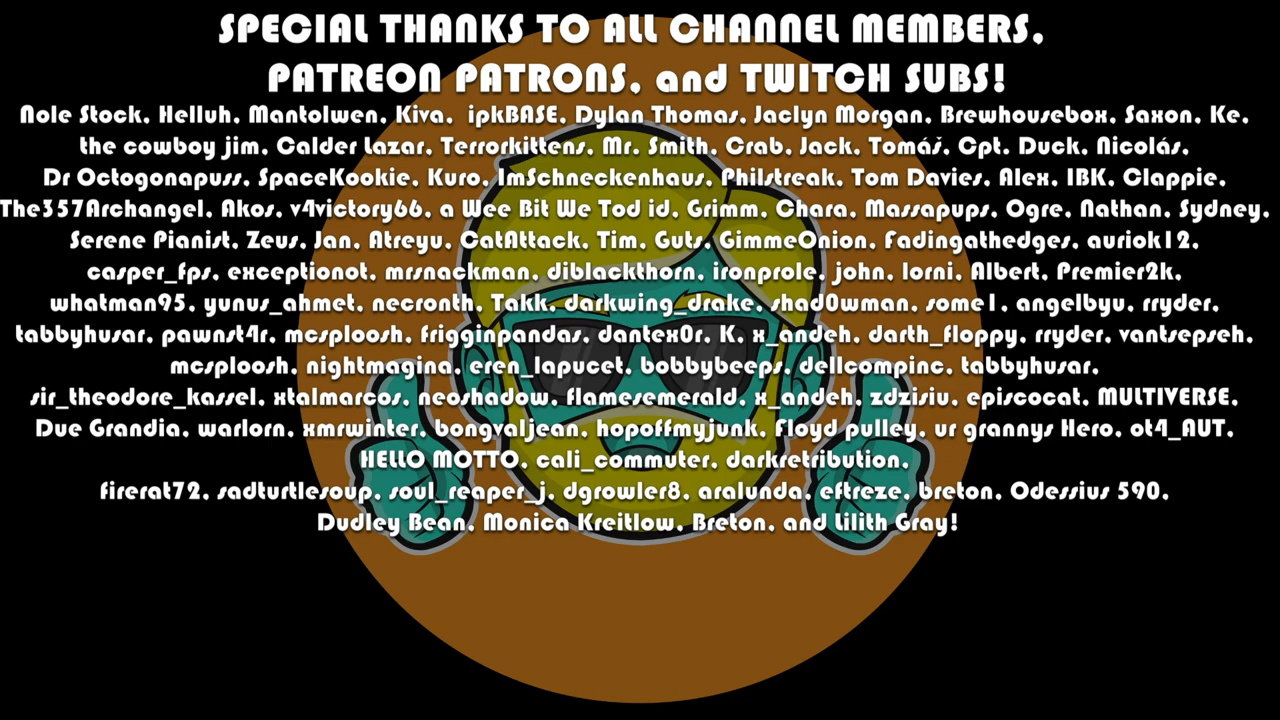 SPECIAL THANKS TO ALL CHANNEL MEMBERS,
PATREON PATRONS, and TWITCH SUBS!
Nole Stock, Helluh, Mantolwen, Kiva,  ipkBASE, Dylan Thomas, Jaclyn Morgan, Brewhousebox, Saxon, Ke,
the cowboy jim, Calder Lazar, Terrorkittens, Mr. Smith, Crab, Jack, Tomáš, Cpt. Duck, Nicolás,
Dr Octogonapuss, SpaceKookie, Kuro, ImSchneckenhaus, Philstreak, Tom Davies, Alex, IBK, Clappie,
The357Archangel, Akos, v4victory66, a Wee Bit We Tod id, Grimm, Chara, Massapups, Ogre, Nathan, Sydney,
Serene Pianist, Zeus, Jan, Atreyu, CatAttack, Tim, Guts, GimmeOnion, Fadingathedges, auriok12,
casper_fps, exceptionot, mrsnackman, diblackthorn, ironprole, john, lorni, Albert, Premier2k,
whatman95, yunus_ahmet, necronth, Takk, darkwing_drake, shad0wman, some1, angelbyu, rryder,
tabbyhusar, pawnst4r, mcsploosh, frigginpandas, dantex0r, K, x_andeh, darth_floppy, rryder, vantsepseh,
mcsploosh, nightmagina, eren_lapucet, bobbybeeps, dellcompinc, tabbyhusar,
sir_theodore_kassel, xtalmarcos, neoshadow, flamesemerald, x_andeh, zdzisiu, episcocat, MULTIVERSE,
Due Grandia, warlorn, xmrwinter, bongvaljean, hopoffmyjunk, Floyd pulley, ur grannys Hero, ot4_AUT,
HELLO MOTTO, cali_commuter, darkretribution,
firerat72, sadturtlesoup, soul_reaper_j, dgrowler8, aralunda, eftreze, breton, Odessius 590,
Dudley Bean, Monica Kreitlow, Breton, and Lilith Gray!